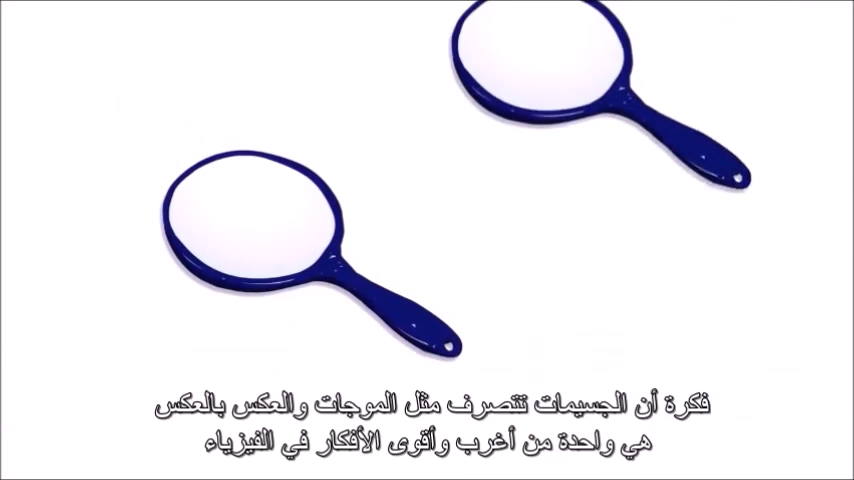 فكرة أن الجسيمات تتصرف مثل الموجات والعكس بالعكس
هي واحدة من أغرب وأقوى الأفكار في الفيزياء